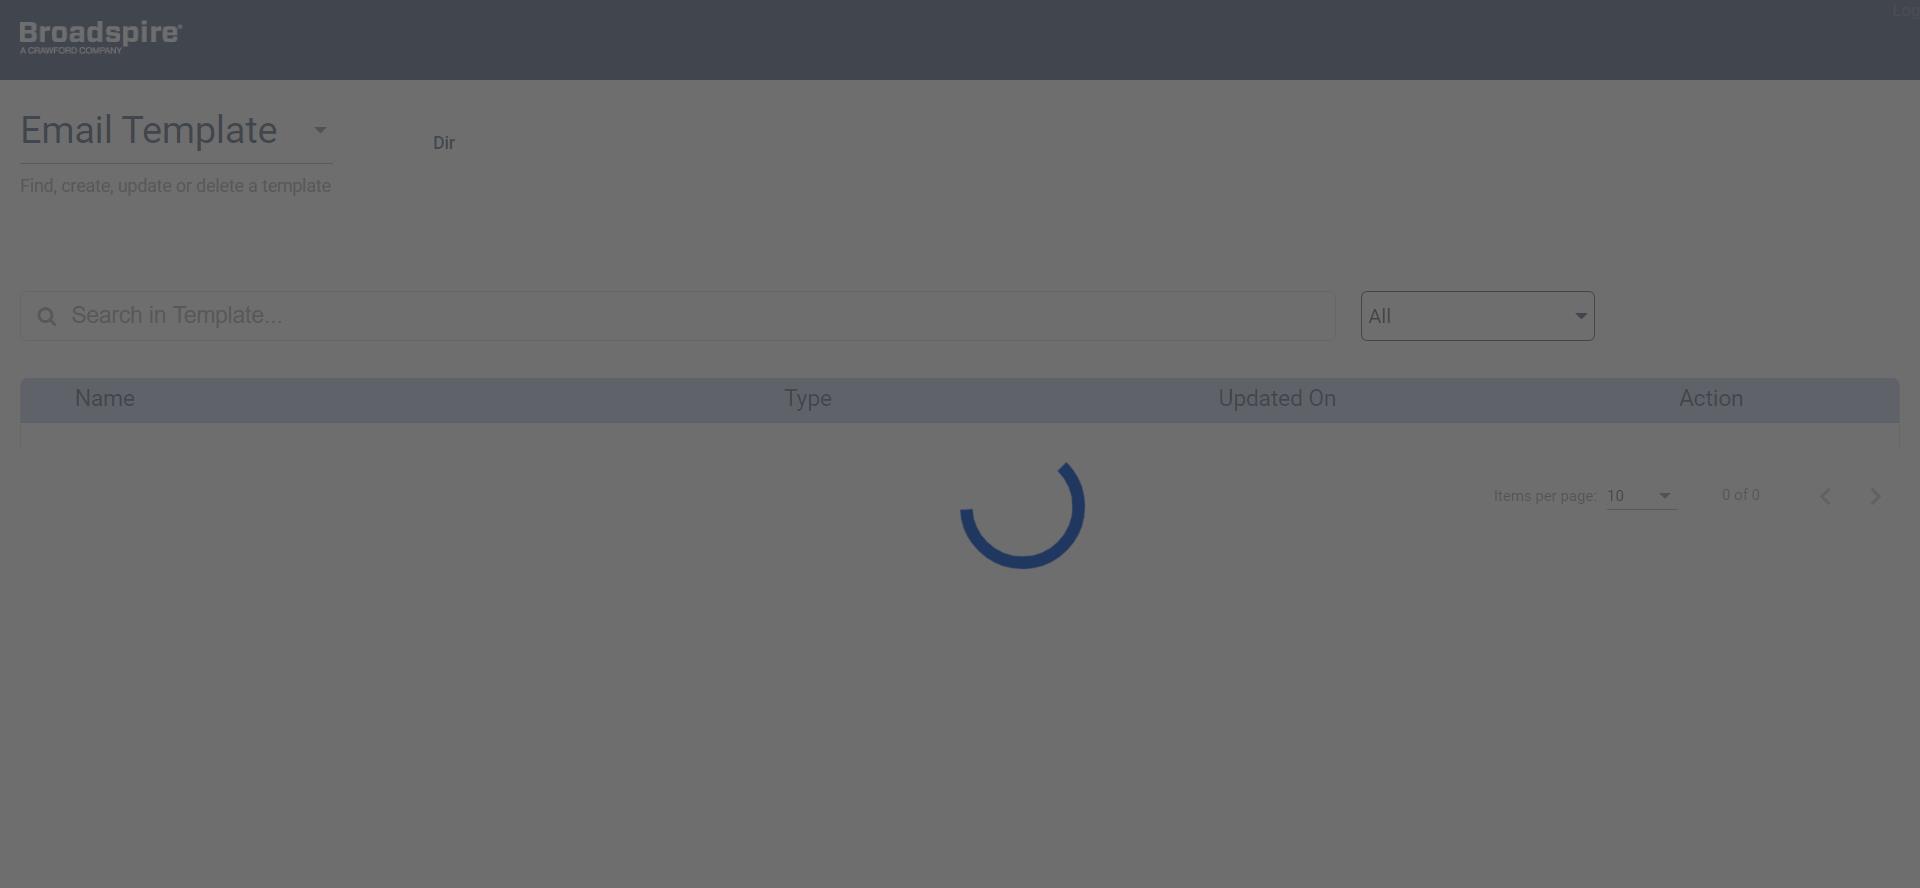 Log
Broadspire®
A CRAWFORD COMPANY
Email Template
Dir
Find, create, update or delete a template
Search in Template...
All
Name Type Updated On Action
Items per page: 10 0 of 0